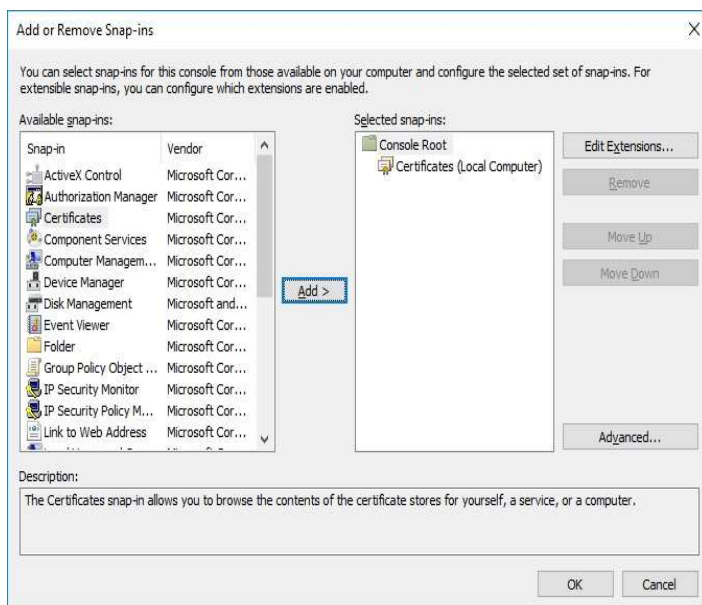 Add or Remove Snap-ins
You can select snap-ins for this console from those available on your computer and configure the selected set of snap-ins. For
extensible snap-ins, you can configure which extensions are enabled.
Available snap-ins:
Snap-in Vendor
ActiveX Control Microsoft Cor...
Authorization Manager Microsoft Cor...
Certificates Microsoft Cor...
Component Services Microsoft Cor...
Computer Managem... Microsoft Cor...
Device Manager Microsoft Cor...
Disk Management Microsoft and...
Event Viewer Microsoft Cor...
Folder Microsoft Cor...
Group Policy Object ... Microsoft Cor...
IP Security Monitor Microsoft Cor...
IP Security Policy M... Microsoft Cor...
Link to Web Address Microsoft Cor...
Add >
Selected snap-ins:
Console Root
Certificates (Local Computer)
Edit Extensions...
Remove
Move Up
Move Down
Advanced...
Description:
The Certificates snap-in allows you to browse the contents of the certificate stores for yourself, a service, or a computer.
OK
Cancel